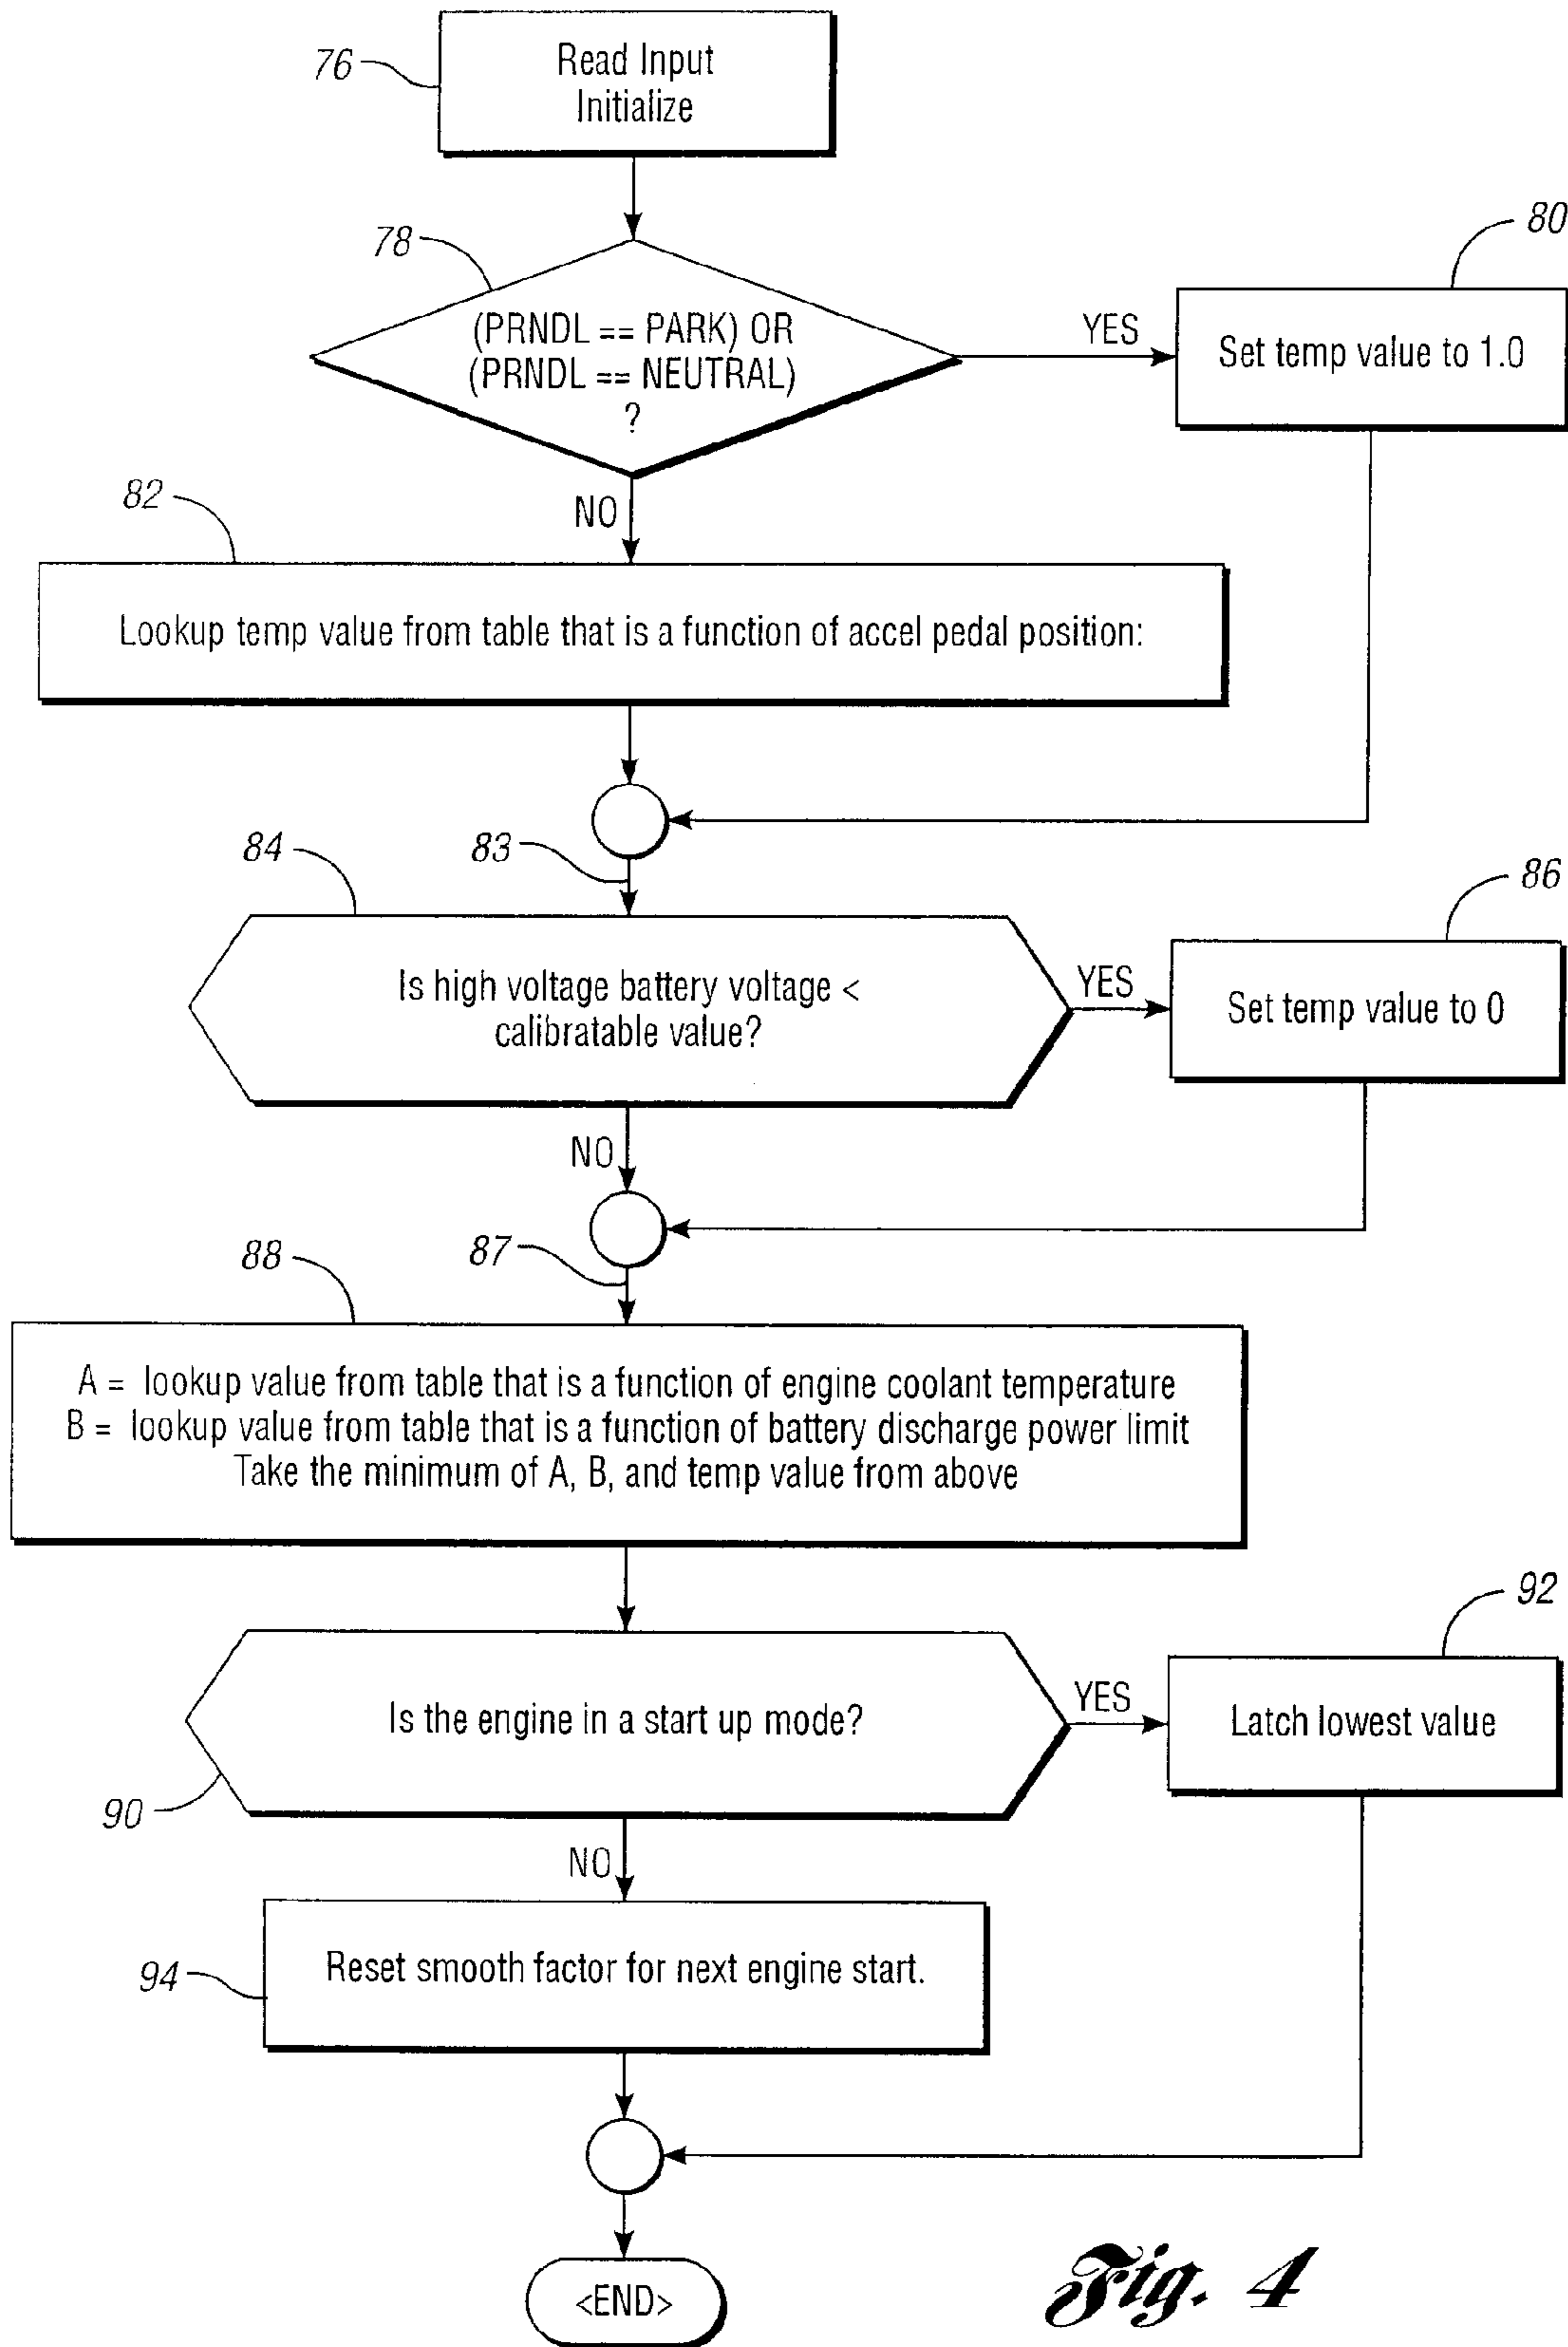 76
Read Input
Initialize
78
(PRNDL == PARK) OR
(PRNDL == NEUTRAL)
?
YES
80
Set temp value to 1.0
NO
82
Lookup temp value from table that is a function of accel pedal position:
83
84
Is high voltage battery voltage <
calibratable value?
YES
86
Set temp value to 0
NO
87
88
A = lookup value from table that is a function of engine coolant temperature
B = lookup value from table that is a function of battery discharge power limit
Take the minimum of A, B, and temp value from above
90
Is the engine in a start up mode?
YES
92
Latch lowest value
NO
94
Reset smooth factor for next engine start.
<END>
Fig. 4